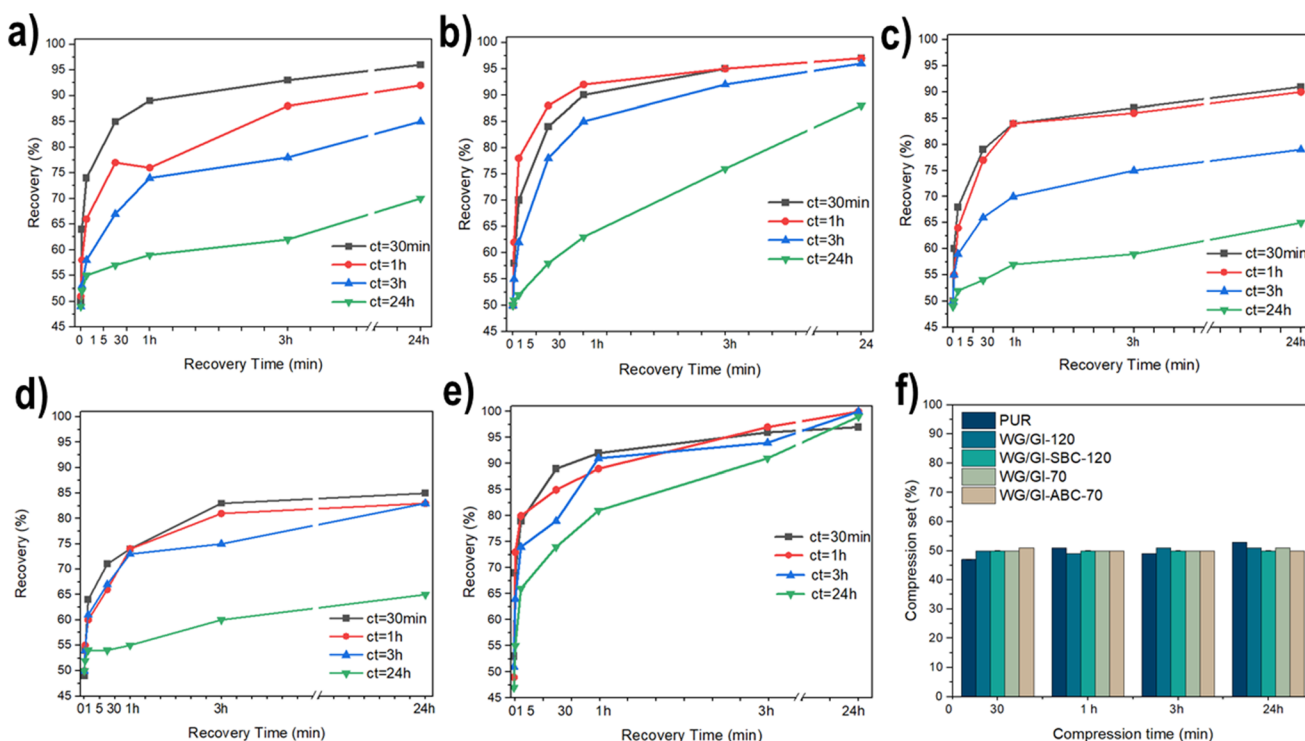 a)
100
95
90
85
80
75
70
65
60
55
50
45
Recovery (%)
ct=30min
ct=1h
ct=3h
ct=24h
0 1 5 30 1h 3h 24h
Recovery Time (min)
b)
100
95
90
85
80
75
70
65
60
55
50
45
Recovery (%)
ct=30min
ct=1h
ct=3h
ct=24h
0 1 5 30 1h 3h 24
Recovery Time (min)
c)
100
95
90
85
80
75
70
65
60
55
50
45
Recovery (%)
ct=30min
ct=1h
ct=3h
ct=24h
0 1 5 30 1h 3h 24h
Recovery Time (min)
d)
100
95
90
85
80
75
70
65
60
55
50
45
Recovery (%)
ct=30min
ct=1h
ct=3h
ct=24h
01 5 30 1h 3h 24h
Recovery Time (min)
e)
100
95
90
85
80
75
70
65
60
55
50
45
Recovery (%)
ct=30min
ct=1h
ct=3h
ct=24h
01 5 30 1h 3h 24h
Recovery Time (min)
f)
100
90
80
70
60
50
40
30
20
10
0
Compression set (%)
PUR
WG/GI-120
WG/GI-SBC-120
WG/GI-70
WG/GI-ABC-70
0 30 1 h 3h 24h
Compression time (min)